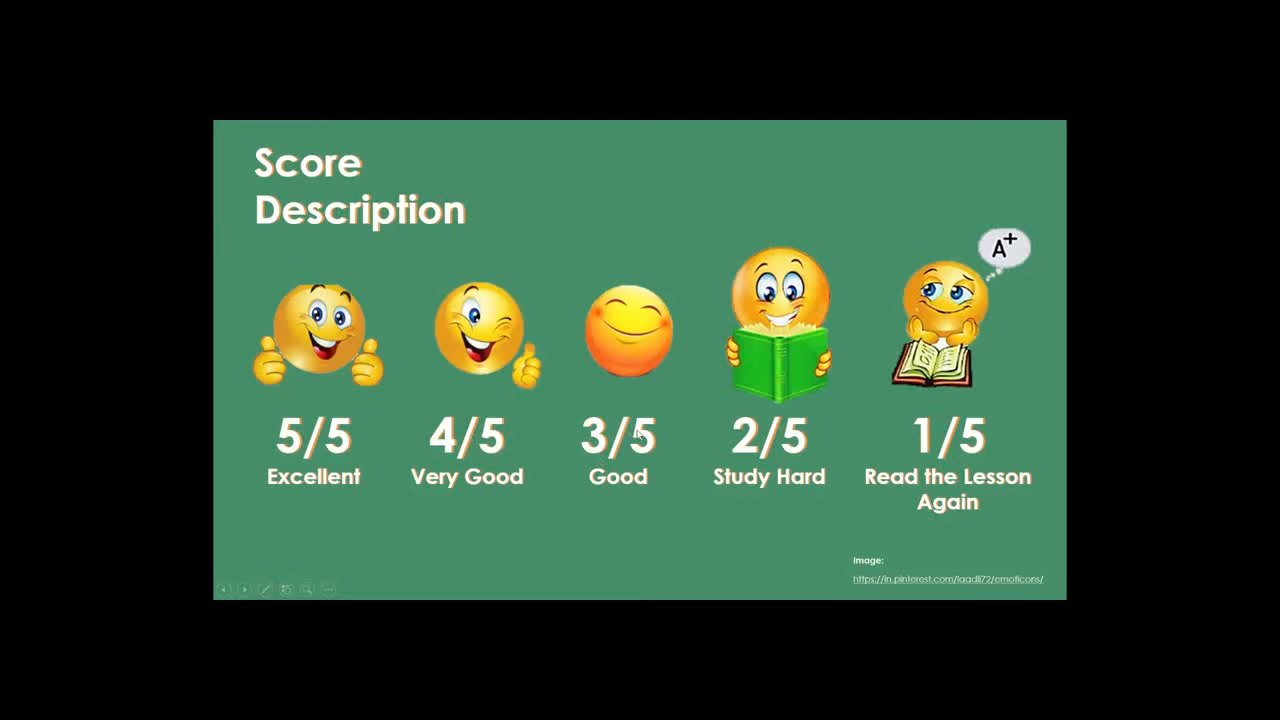 Score
Description
A+
5/5
Excellent
4/5
Very Good
3/5
Good
2/5
Study Hard
1/5
Read the Lesson
Again
Image:
https://in.pinterest.com/laadli72/emoticons/